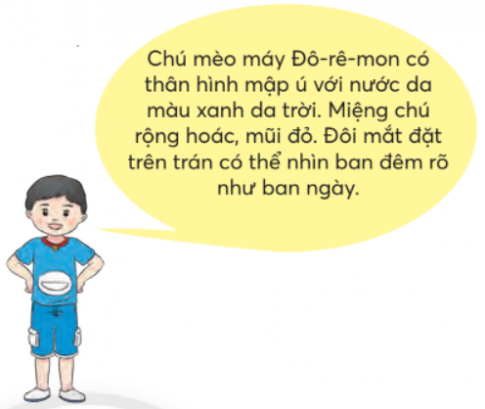 Chú mèo máy Đô-rê-mon có
thân hình mập ú với nước da
màu xanh da trời. Miệng chú
rộng hoác, mũi đỏ. Đôi mắt đặt
trên trán có thể nhìn ban đêm rõ
như ban ngày.